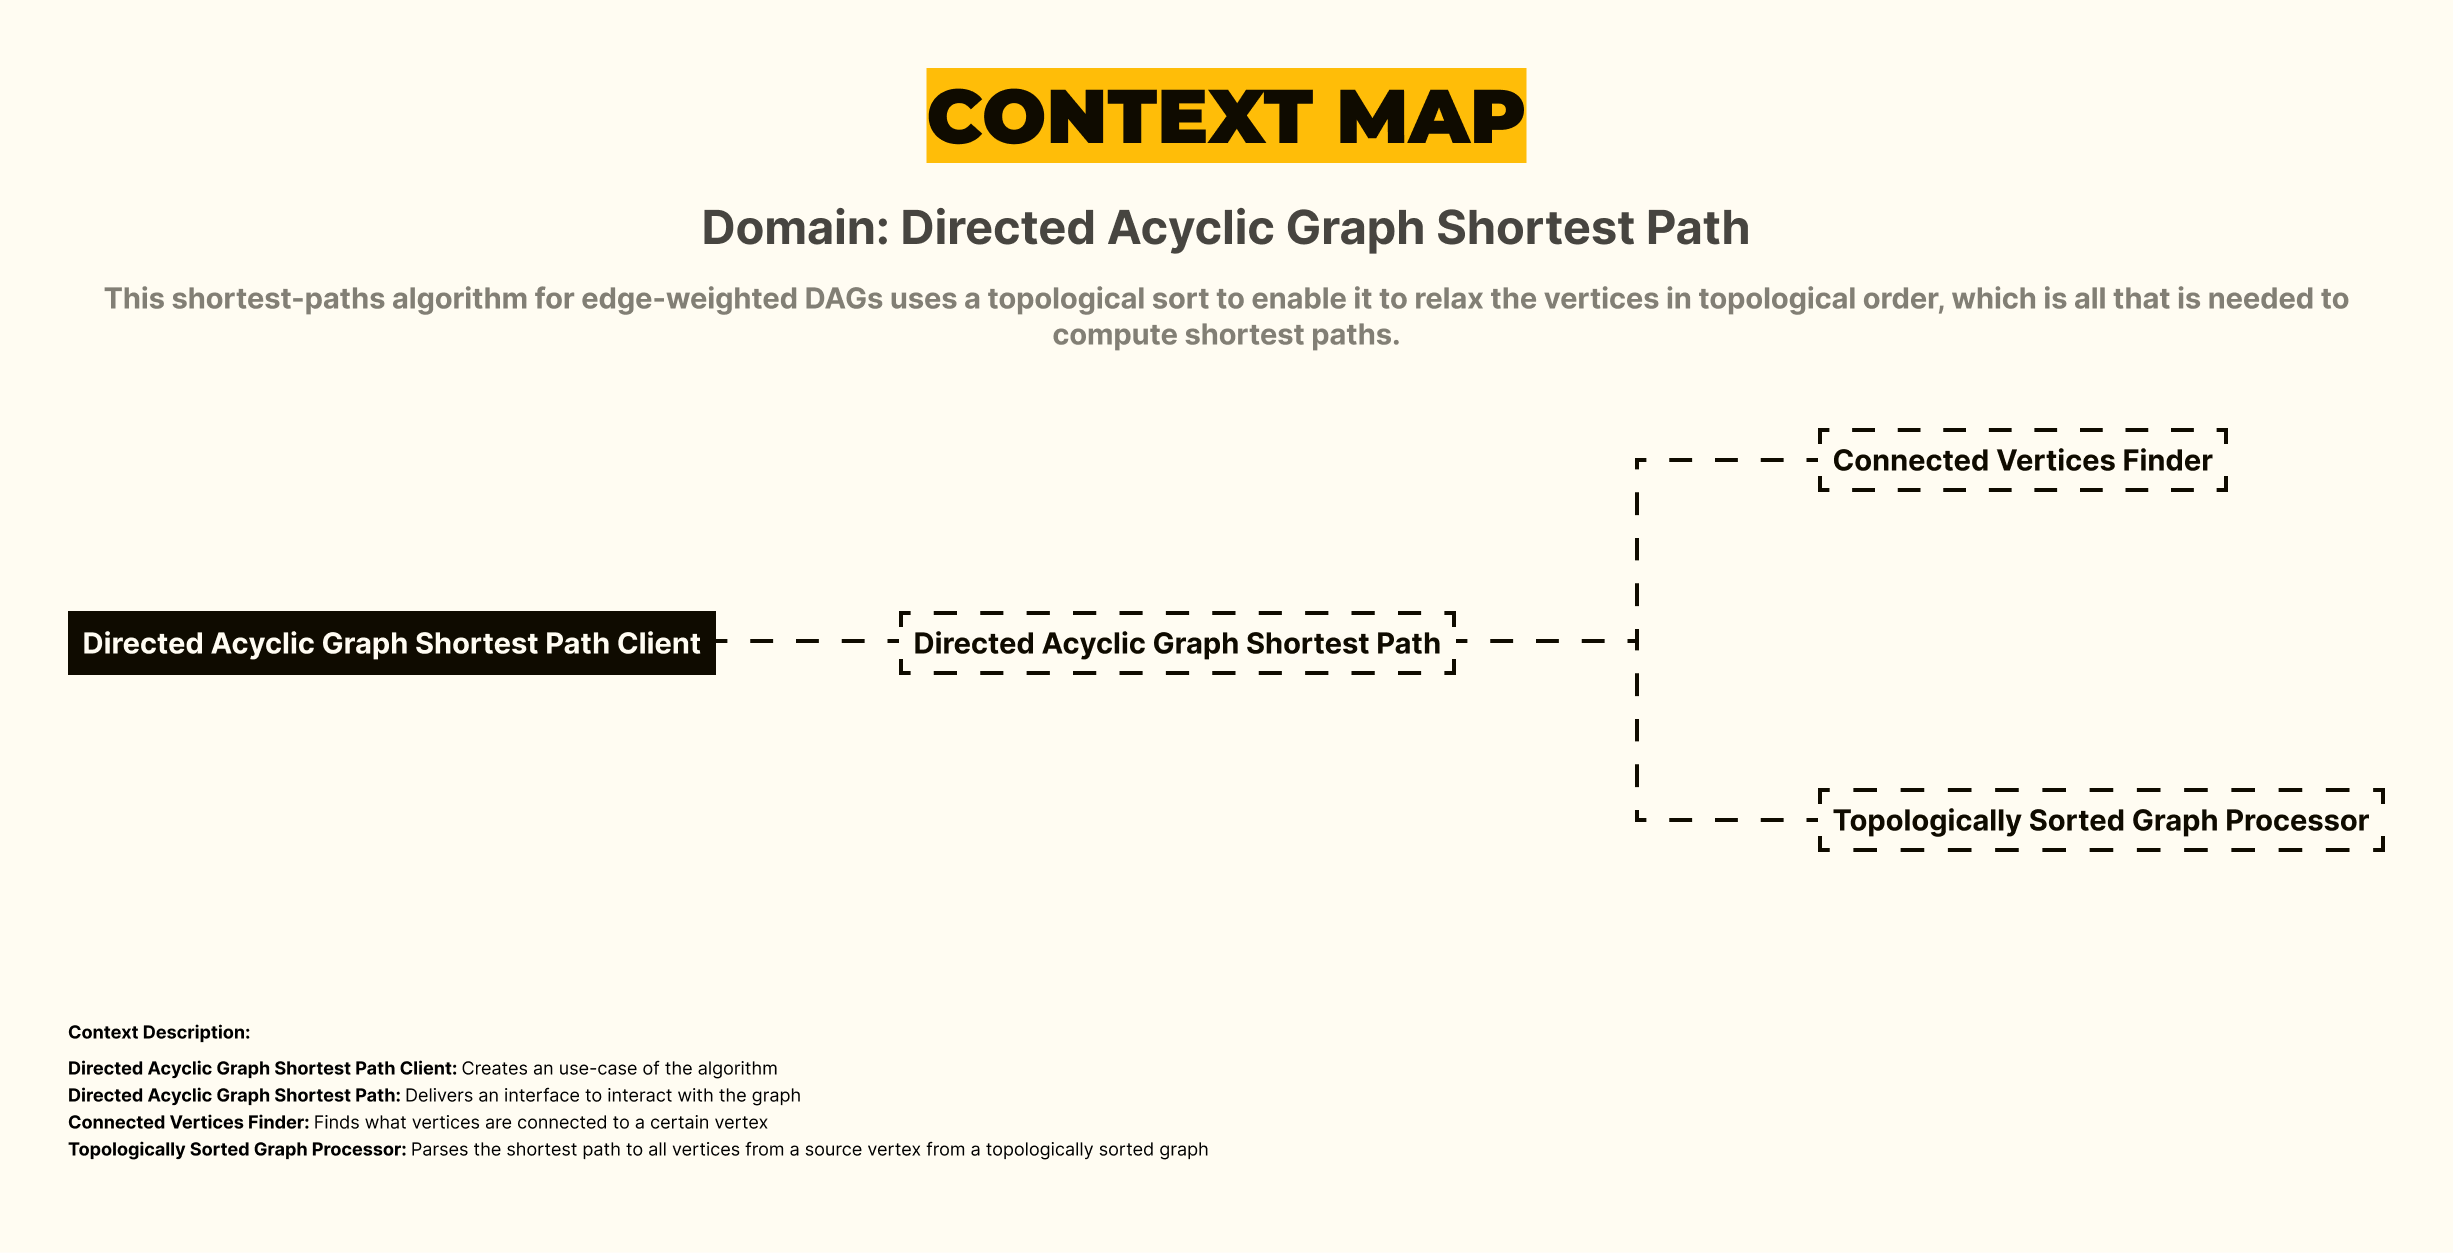 CONTEXT MAP
Domain: Directed Acyclic Graph Shortest Path
This shortest-paths algorithm for edge-weighted DAGs uses a topological sort to enable it to relax the vertices in topological order, which is all that is needed to
compute shortest paths.
Connected Vertices Finder
Directed Acyclic Graph Shortest Path Client
Directed Acyclic Graph Shortest Path
Topologically Sorted Graph Processor
Context Description:
Directed Acyclic Graph Shortest Path Client: Creates an use-case of the algorithm
Directed Acyclic Graph Shortest Path: Delivers an interface to interact with the graph
Connected Vertices Finder: Finds what vertices are connected to a certain vertex
Topologically Sorted Graph Processor: Parses the shortest path to all vertices from a source vertex from a topologically sorted graph